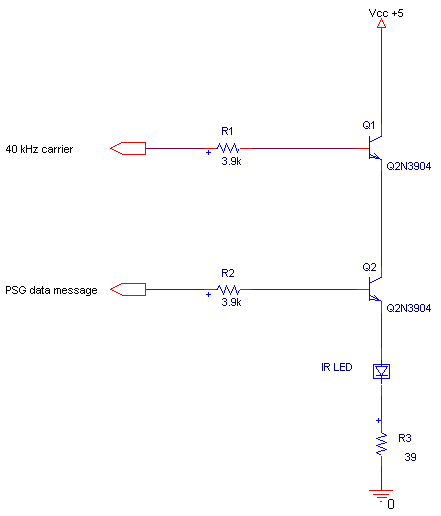 Vcc +5
Q1
R1
40 kHz carrier
+
3.9k
Q2N3904
Q2
R2
PSG data message
+
3.9k
Q2N3904
IR LED
+
R3
39
0